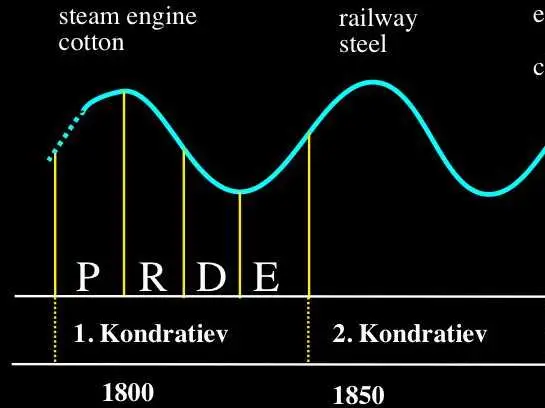 steam engine
cotton
railway
steel
e
c
P R D E
1. Kondratiev
2. Kondratiev
1800
1850